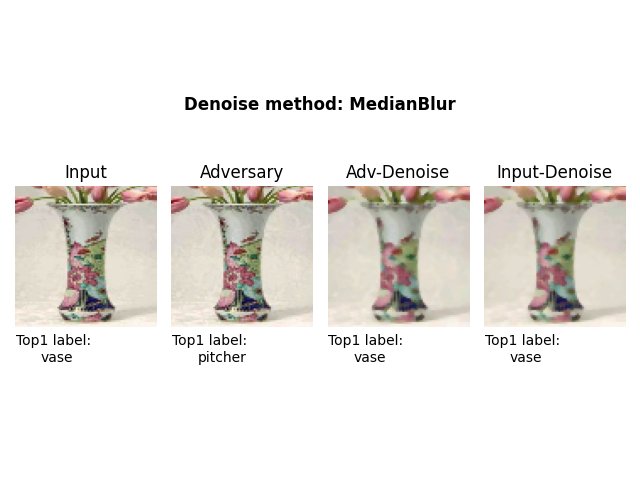 Denoise method: MedianBlur
Input
Adversary
Adv-Denoise
Input-Denoise
Top1 label:
vase
Top1 label:
pitcher
Top1 label:
vase
Top1 label:
vase